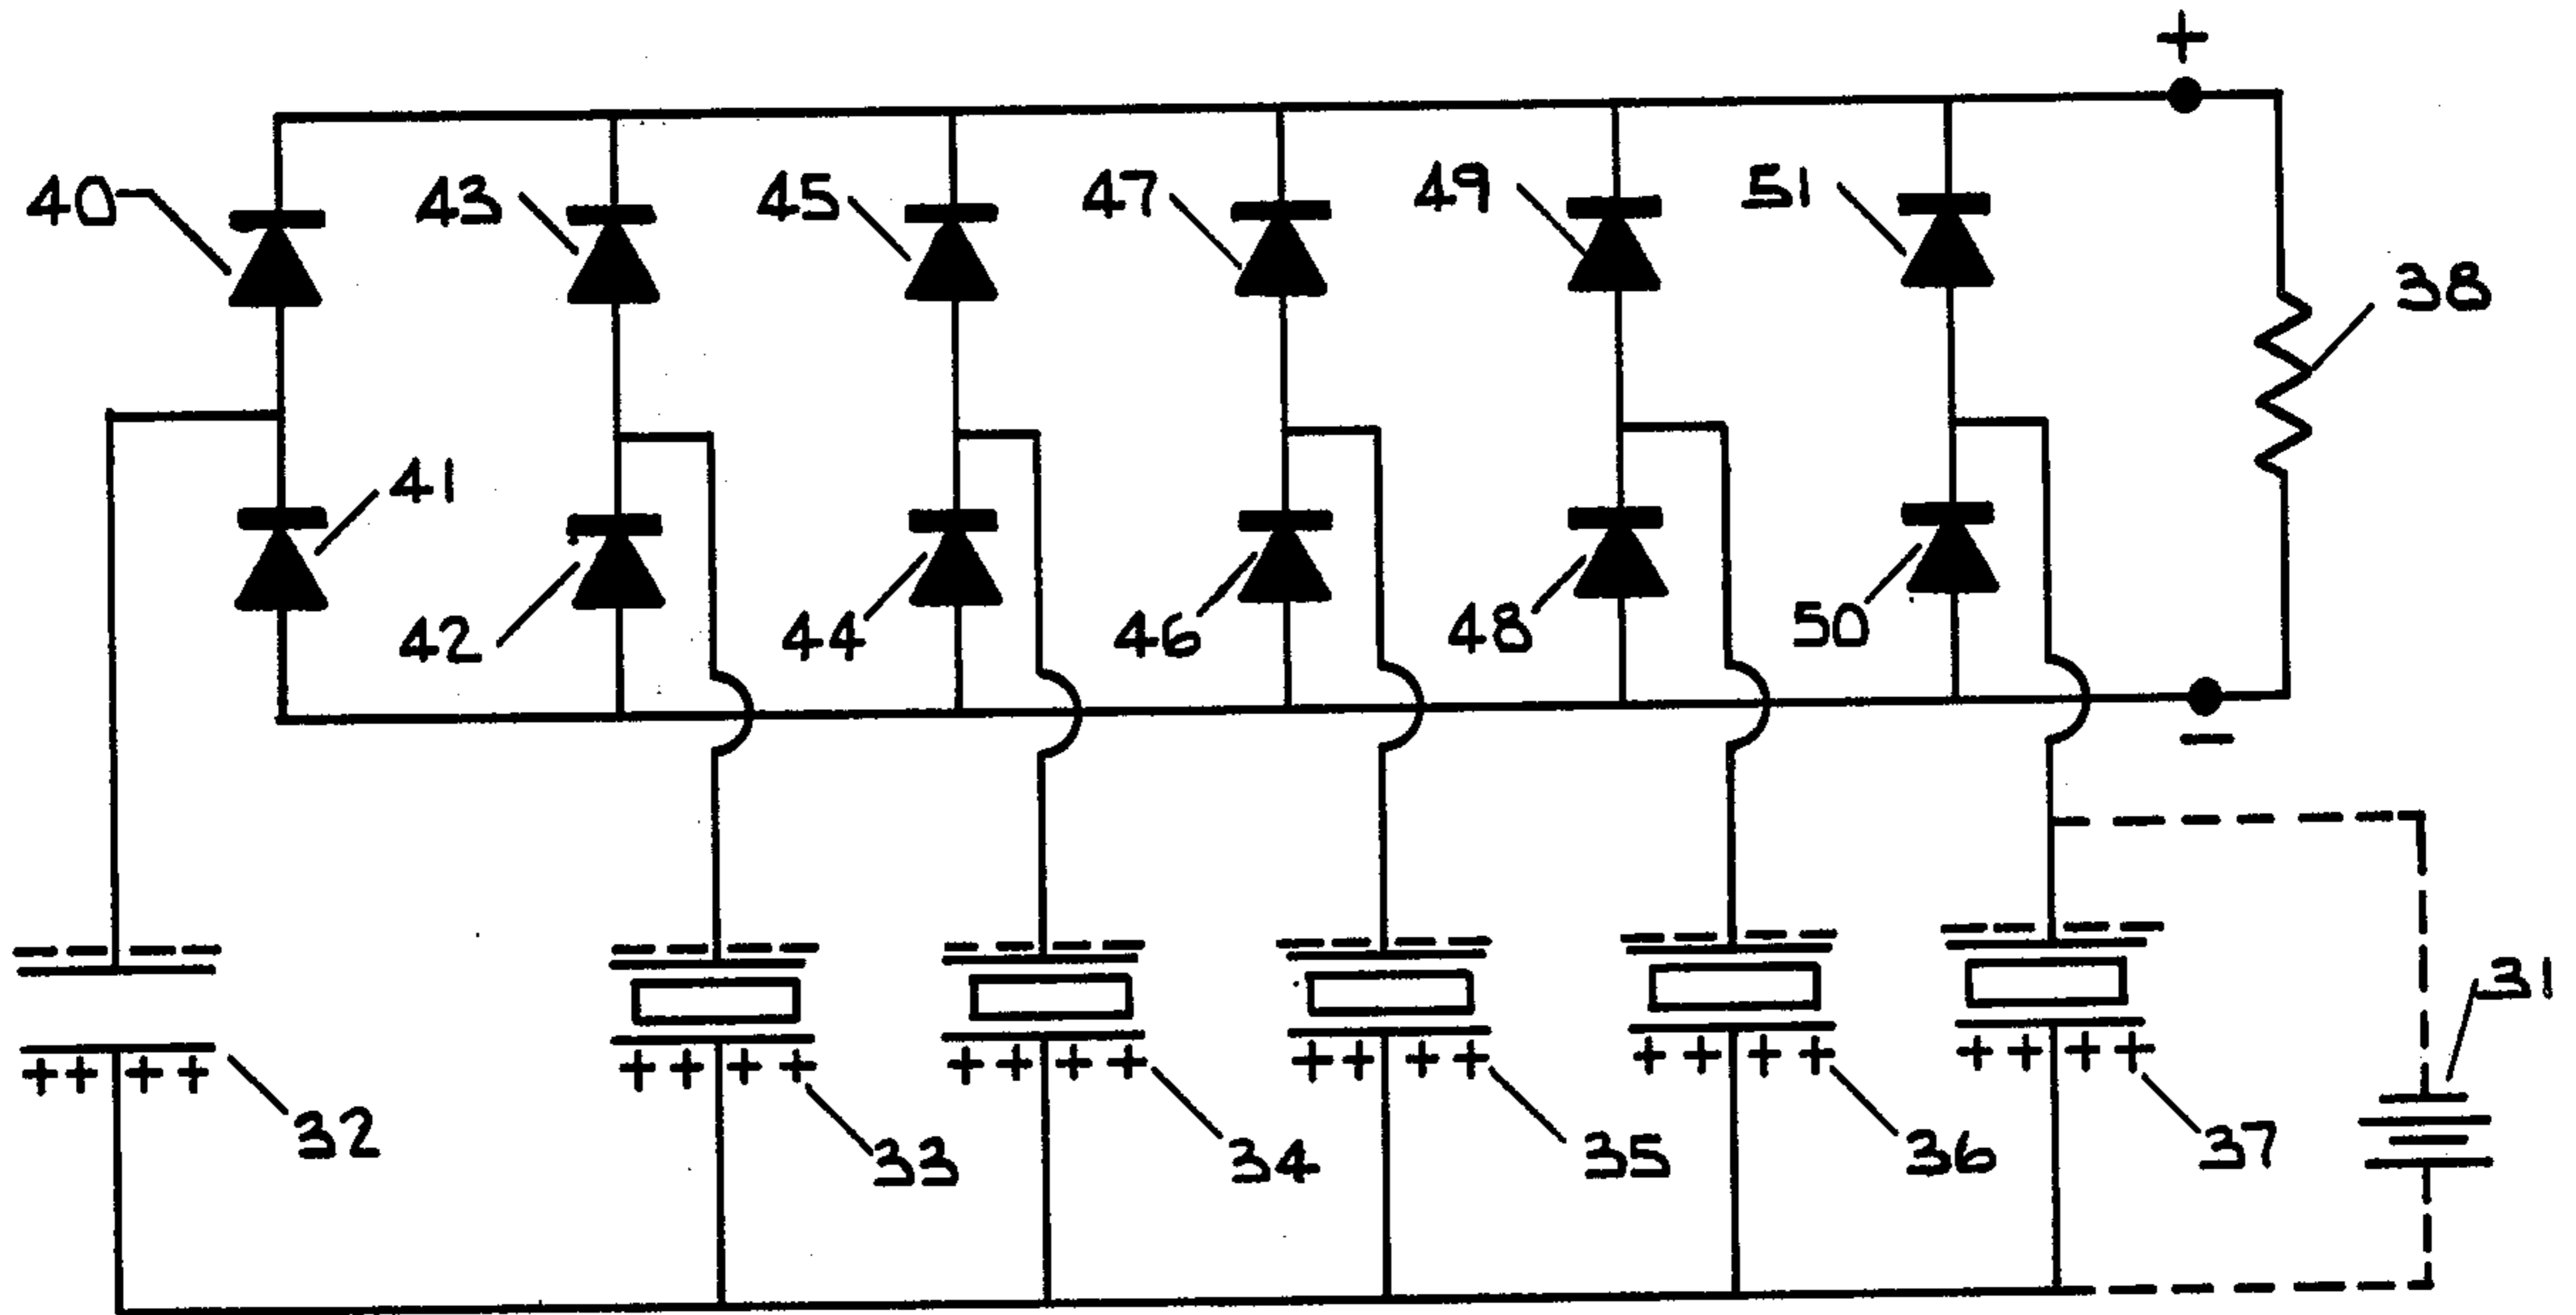 +
40 43 45 47 49 51
38
41
42 44 46 48 50
−
− − − − − − − − − − − − − − − − − − − − − − − −
+ + + + + + + + + + + + + + + + + + + + + + + +
31
32 33 34 35 36 37